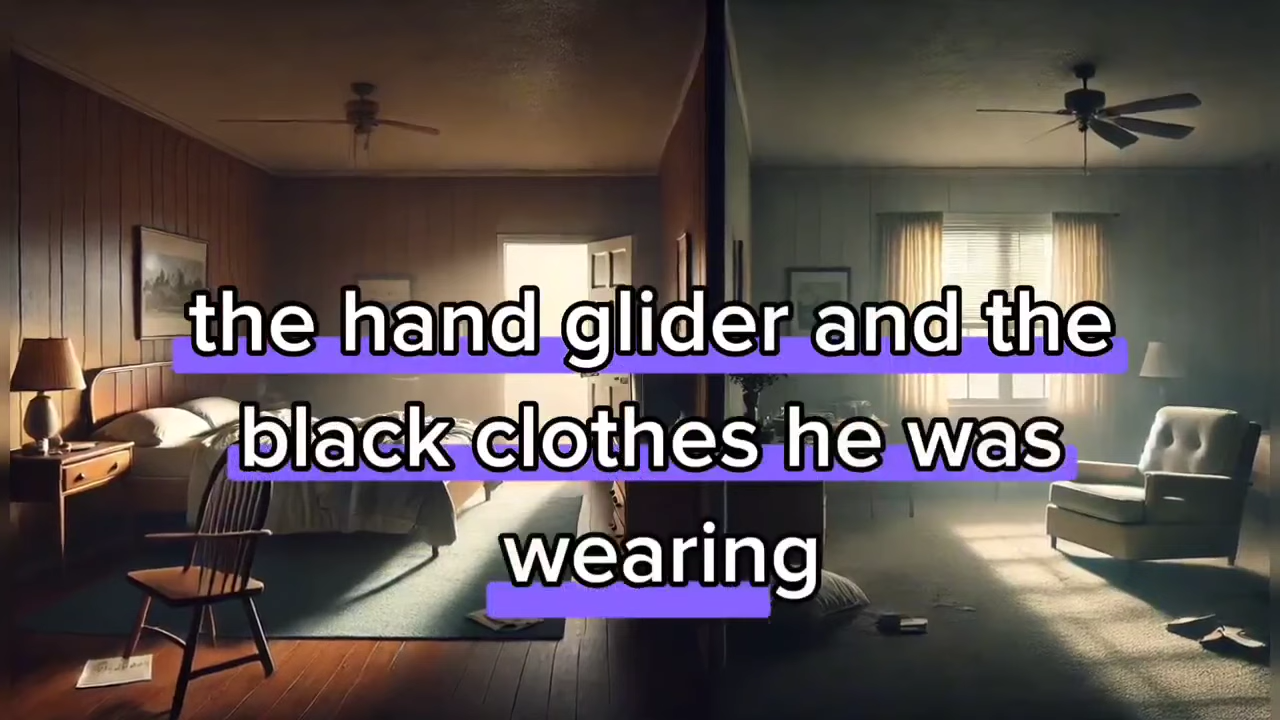 the hand glider and the
black clothes he was
wearing